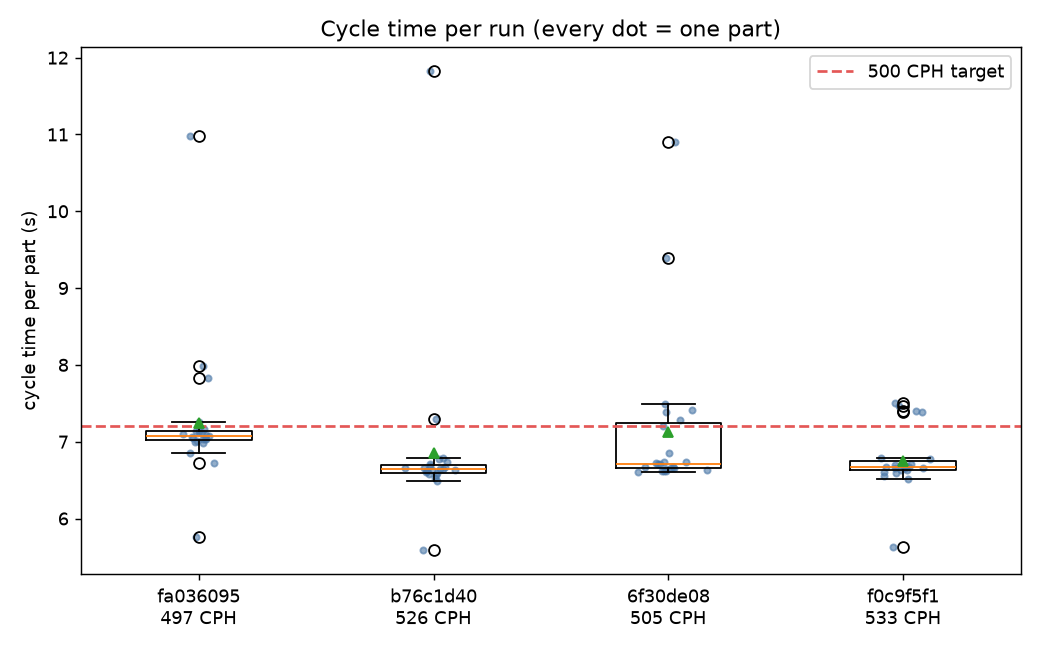 Cycle time per run (every dot = one part)
500 CPH target
cycle time per part (s)
12
11
10
9
8
7
6
fa036095
497 CPH
b76c1d40
526 CPH
6f30de08
505 CPH
f0c9f5f1
533 CPH